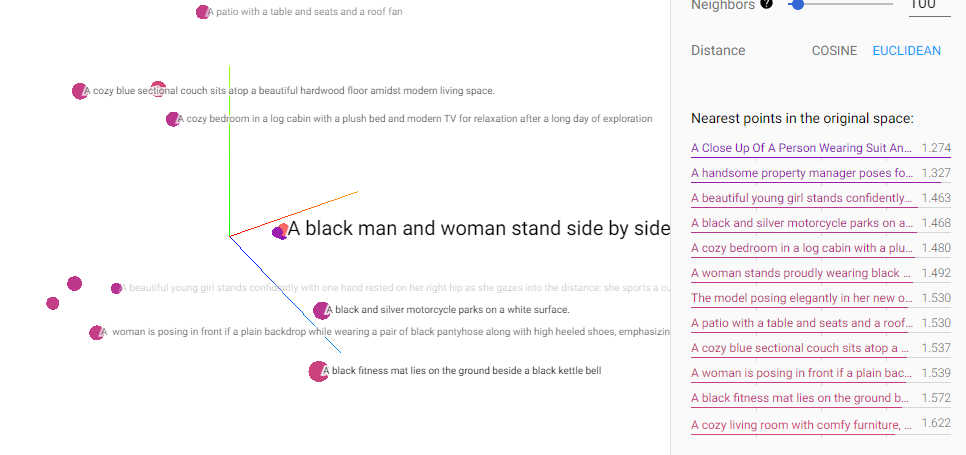 Neighbors ? 100
A patio with a table and seats and a roof fan
Distance COSINE EUCLIDEAN
A cozy blue sectional couch sits atop a beautiful hardwood floor amidst modern living space.
A cozy bedroom in a log cabin with a plush bed and modern TV for relaxation after a long day of exploration
A black man and woman stand side by side
A beautiful young girl stands confidently with one hand rested on her right hip as she gazes into the distance; she sports a cu
A black and silver motorcycle parks on a white surface.
A woman is posing in front if a plain backdrop while wearing a pair of black pantyhose along with high heeled shoes, emphasizin
A black fitness mat lies on the ground beside a black kettle bell
Nearest points in the original space:
A Close Up Of A Person Wearing Suit An... 1.274
A handsome property manager poses fo... 1.327
A beautiful young girl stands confidently... 1.463
A black and silver motorcycle parks on a... 1.468
A cozy bedroom in a log cabin with a plu... 1.480
A woman stands proudly wearing black ... 1.492
The model posing elegantly in her new o... 1.530
A patio with a table and seats and a roof... 1.530
A cozy blue sectional couch sits atop a ... 1.537
A woman is posing in front if a plain bac... 1.539
A black fitness mat lies on the ground b... 1.572
A cozy living room with comfy furniture, ... 1.622